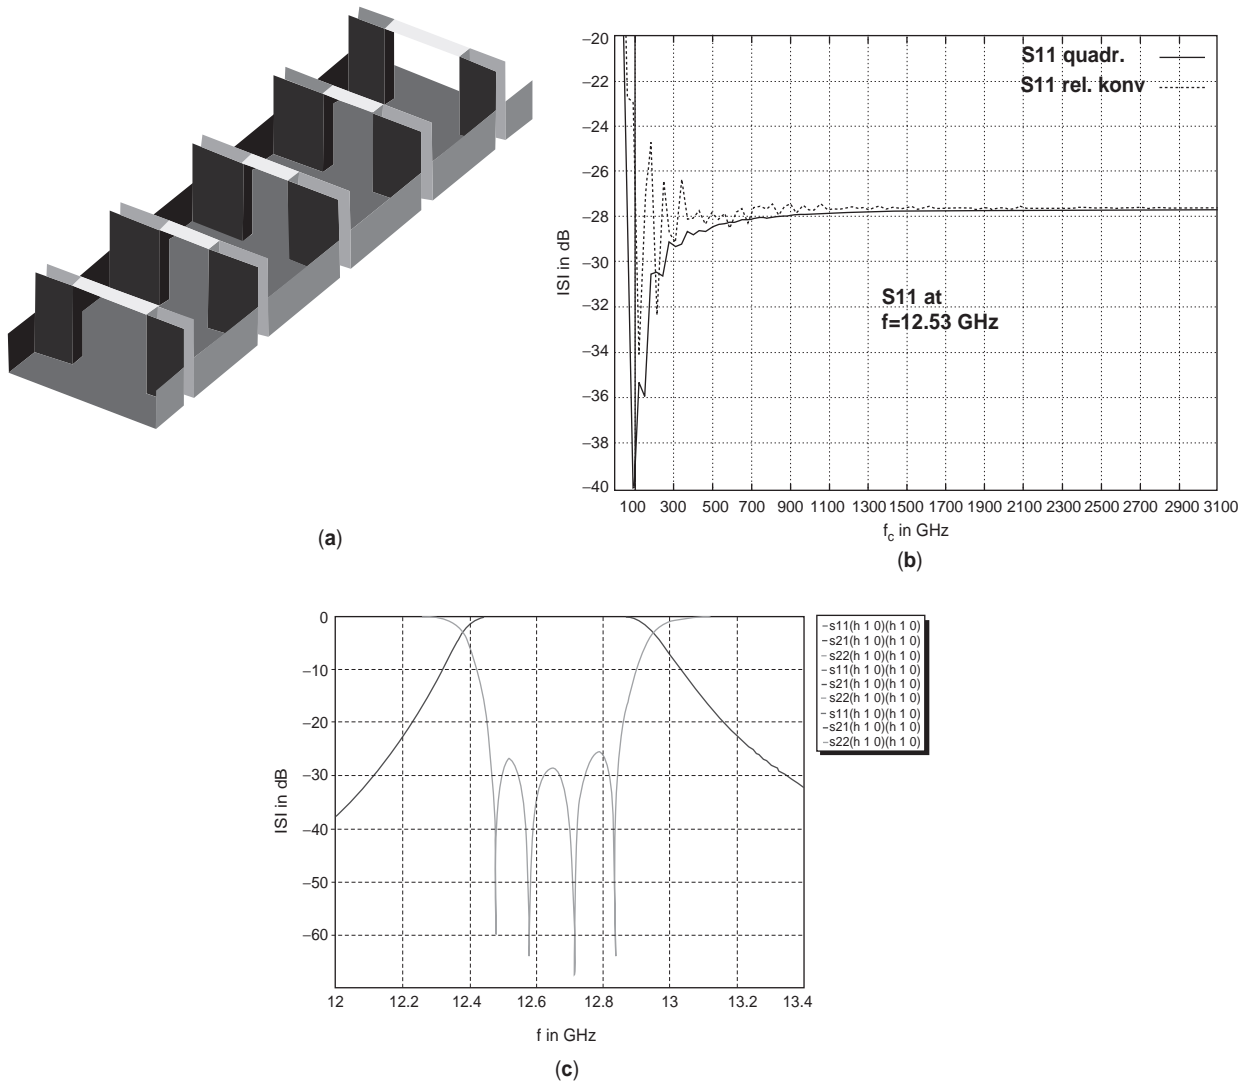 (a)
–20
–22
–24
–26
–28
–30
–32
–34
–36
–38
–40
ISI in dB
S11 quadr.
S11 rel. konv
S11 at
f=12.53 GHz
100 300 500 700 900 1100 1300 1500 1700 1900 2100 2300 2500 2700 2900 3100
fc in GHz
(b)
0
–10
–20
–30
–40
–50
–60
ISI in dB
12 12.2 12.4 12.6 12.8 13 13.2 13.4
f in GHz
s11(h 1 0)(h 1 0)
s21(h 1 0)(h 1 0)
s22(h 1 0)(h 1 0)
s11(h 1 0)(h 1 0)
s21(h 1 0)(h 1 0)
s22(h 1 0)(h 1 0)
s11(h 1 0)(h 1 0)
s21(h 1 0)(h 1 0)
s22(h 1 0)(h 1 0)
(c)